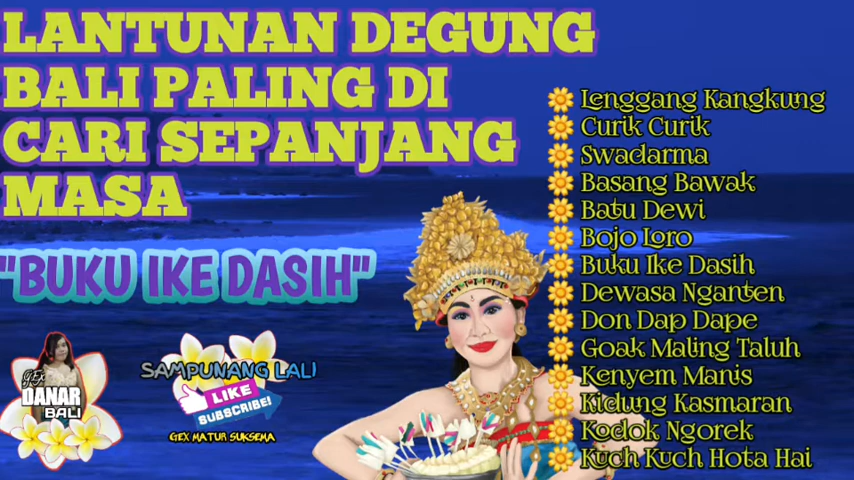 LANTUNAN DEGUNG
BALI PALING DI
CARI SEPANJANG
MASA
"BUKU IKE DASIH"
Lenggang Kangkung
Curik Curik
Swadarma
Basang Bawak
Batu Dewi
Bojo Loro
Buku Ike Dasih
Dewasa Nganten
Don Dap Dape
Goak Maling Taluh
Kenyem Manis
Kidung Kasmaran
Kodok Ngorek
Kuch Kuch Hota Hai
GEX
DANAR
BALI
SAMPUNANG LALI
LIKE
SUBSCRIBE!
GEX MATUR SUKSEMA